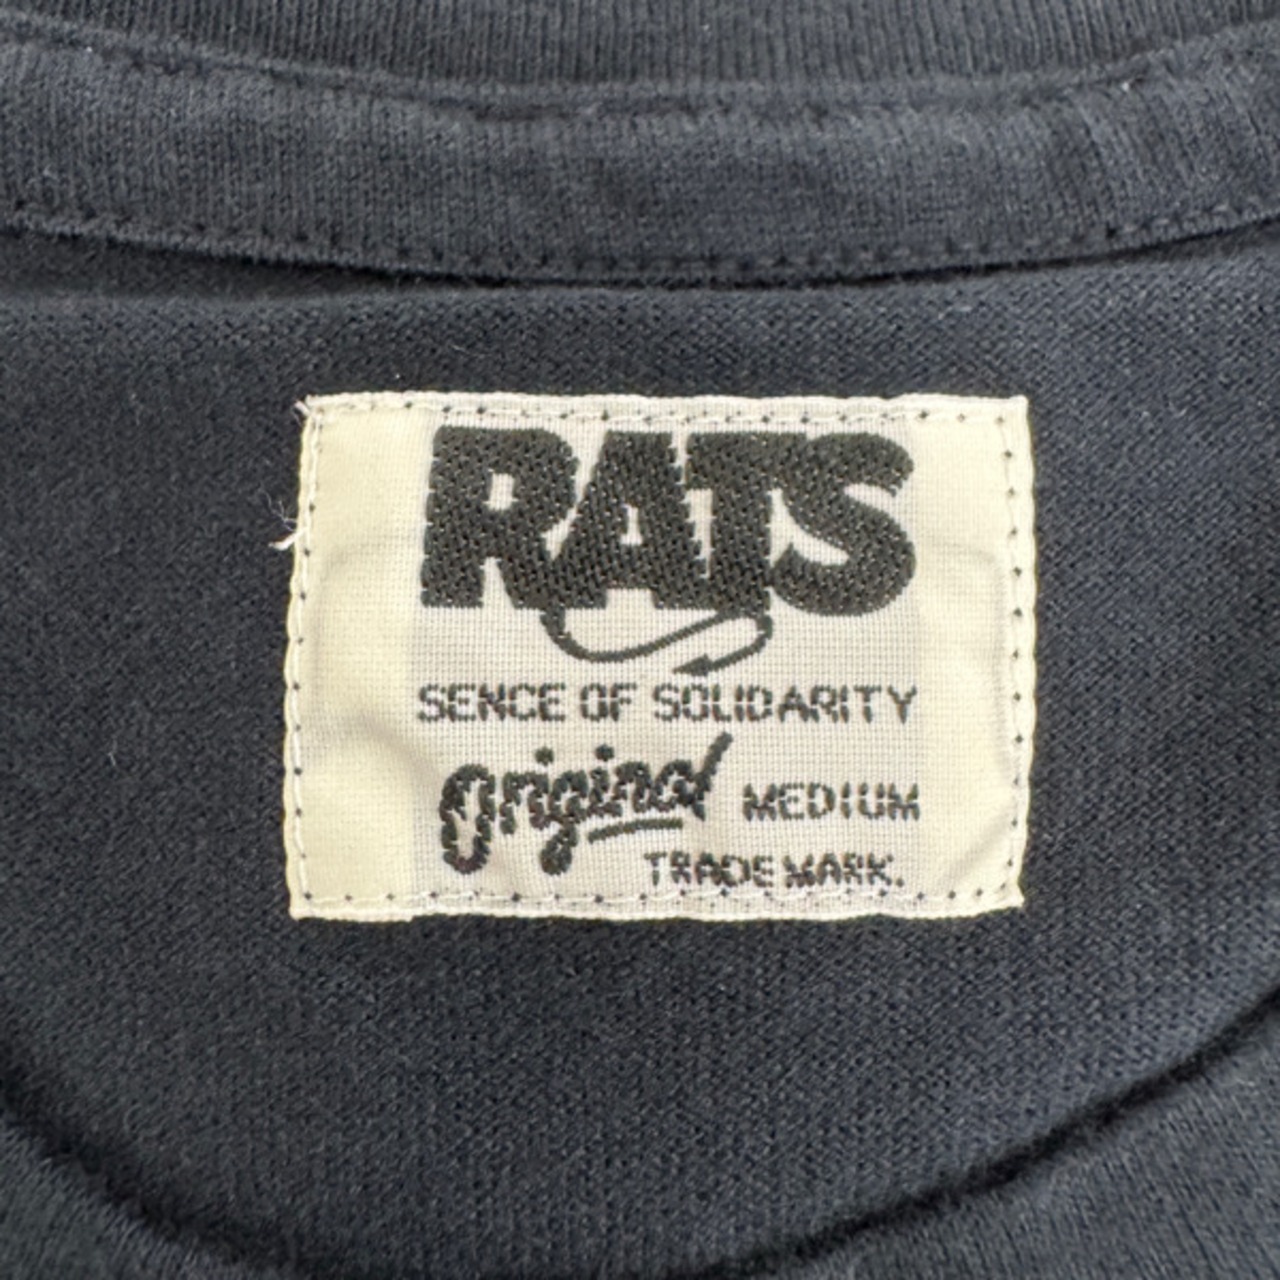 RATS
SENCE OF SOLIDARITY
Original MEDIUM
TRADE MARK.